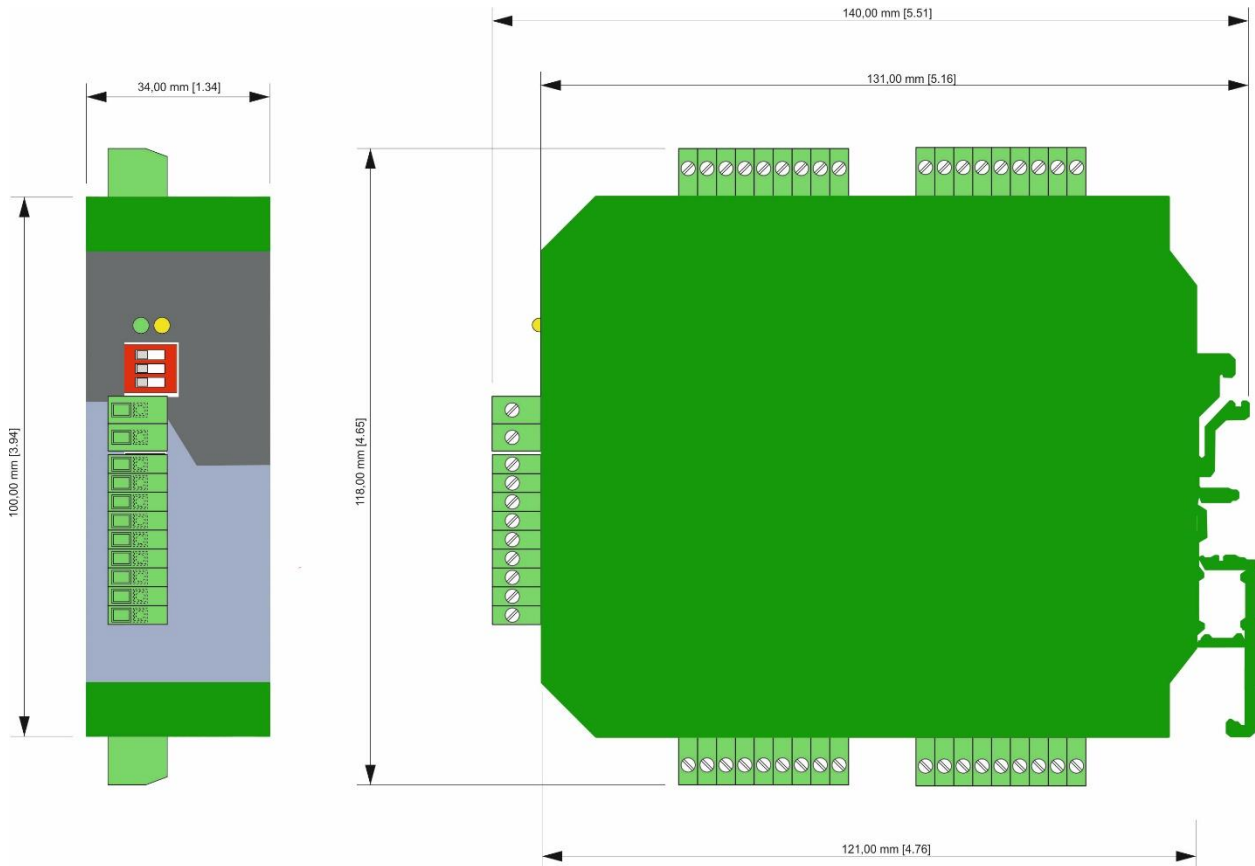 140,00 mm [5.51]
131,00 mm [5.16]
34,00 mm [1.34]
100,00 mm [3.94]
118,00 mm [4.65]
121,00 mm [4.76]